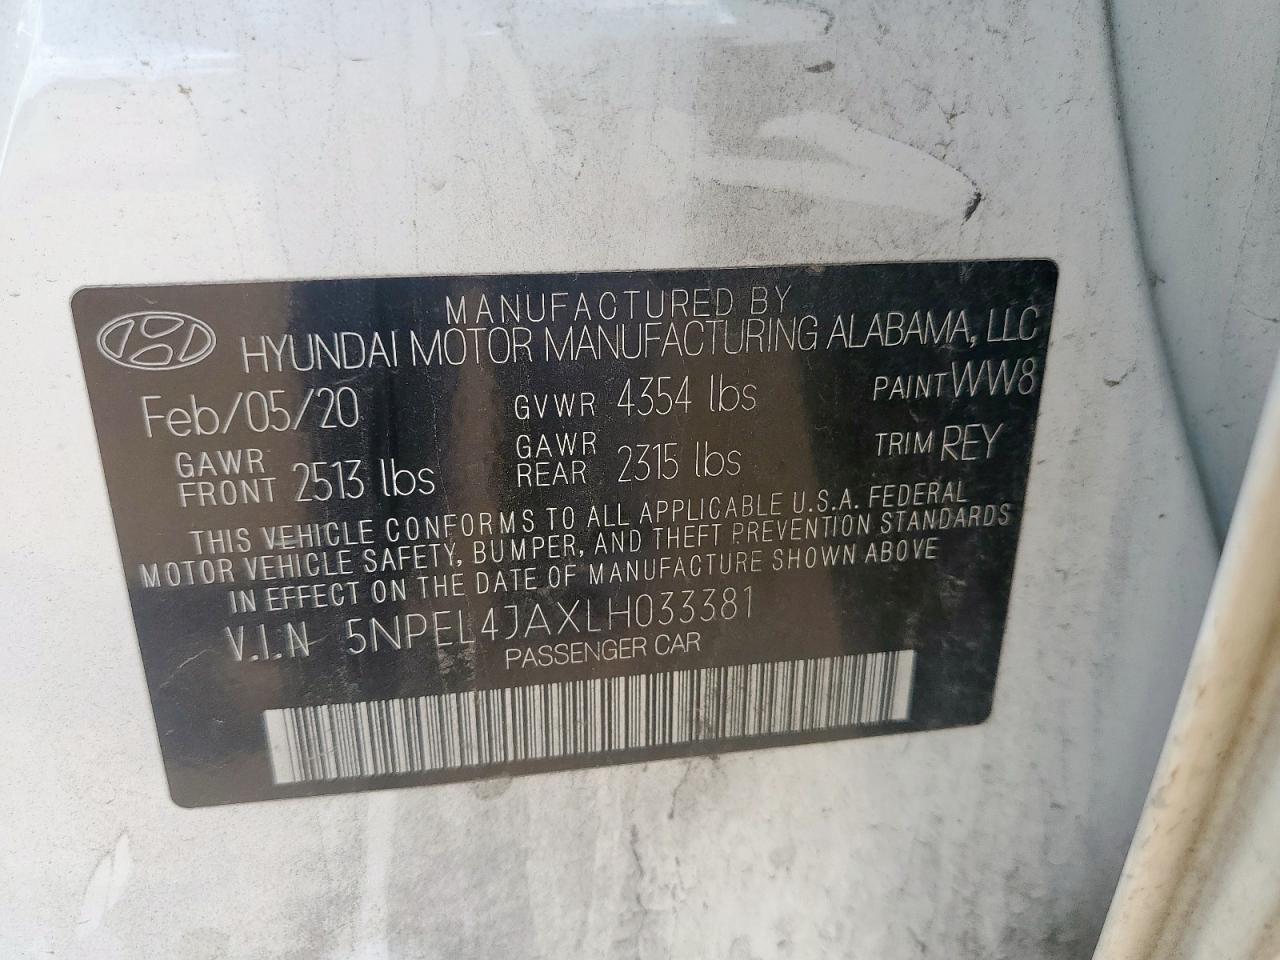 MANUFACTURED BY
HYUNDAI MOTOR MANUFACTURING ALABAMA, LLC
Feb/05/20 GVWR 4354 lbs PAINT WW8
GAWR FRONT 2513 lbs GAWR REAR 2315 lbs TRIM REY
THIS VEHICLE CONFORMS TO ALL APPLICABLE U.S.A. FEDERAL
MOTOR VEHICLE SAFETY, BUMPER, AND THEFT PREVENTION STANDARDS
IN EFFECT ON THE DATE OF MANUFACTURE SHOWN ABOVE
V.I.N 5NPEL4JAXLH033381
PASSENGER CAR